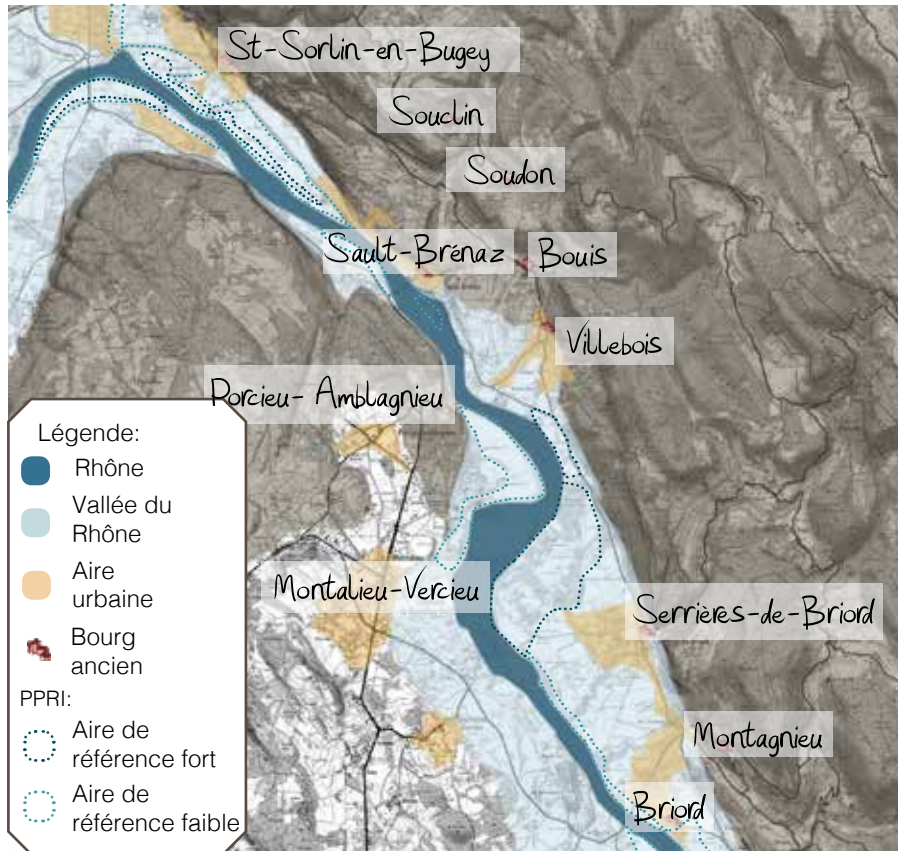 St-Sorlin-en-Bugey
Souclin
Soudon
Sault-Brénaz
Bouis
Villebois
Porcieu-Amblagnieu
Légende:
Rhône
Vallée du
Rhône
Aire
urbaine
Bourg
ancien
PPRI:
Aire de
référence fort
Aire de
référence faible
Montalieu-Vercieu
Serrières-de-Briord
Montagnieu
Briord